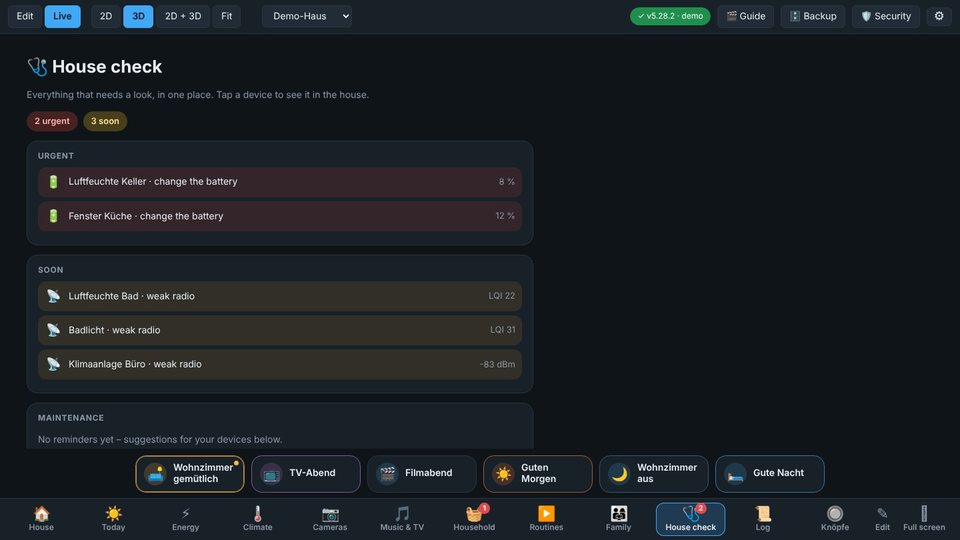 Edit Live 2D 3D 2D + 3D Fit Demo-Haus ✓ v5.28.2 · demo Guide Backup Security
House check
Everything that needs a look, in one place. Tap a device to see it in the house.
2 urgent 3 soon
URGENT
Luftfeuchte Keller · change the battery 8 %
Fenster Küche · change the battery 12 %
SOON
Luftfeuchte Bad · weak radio LQI 22
Badlicht · weak radio LQI 31
Klimaanlage Büro · weak radio -83 dBm
MAINTENANCE
No reminders yet – suggestions for your devices below.
Wohnzimmer gemütlich
TV-Abend
Filmabend
Guten Morgen
Wohnzimmer aus
Gute Nacht
House Today Energy Climate Cameras Music & TV Household 1 Routines Family House check 2 Log Knöpfe Edit Full screen